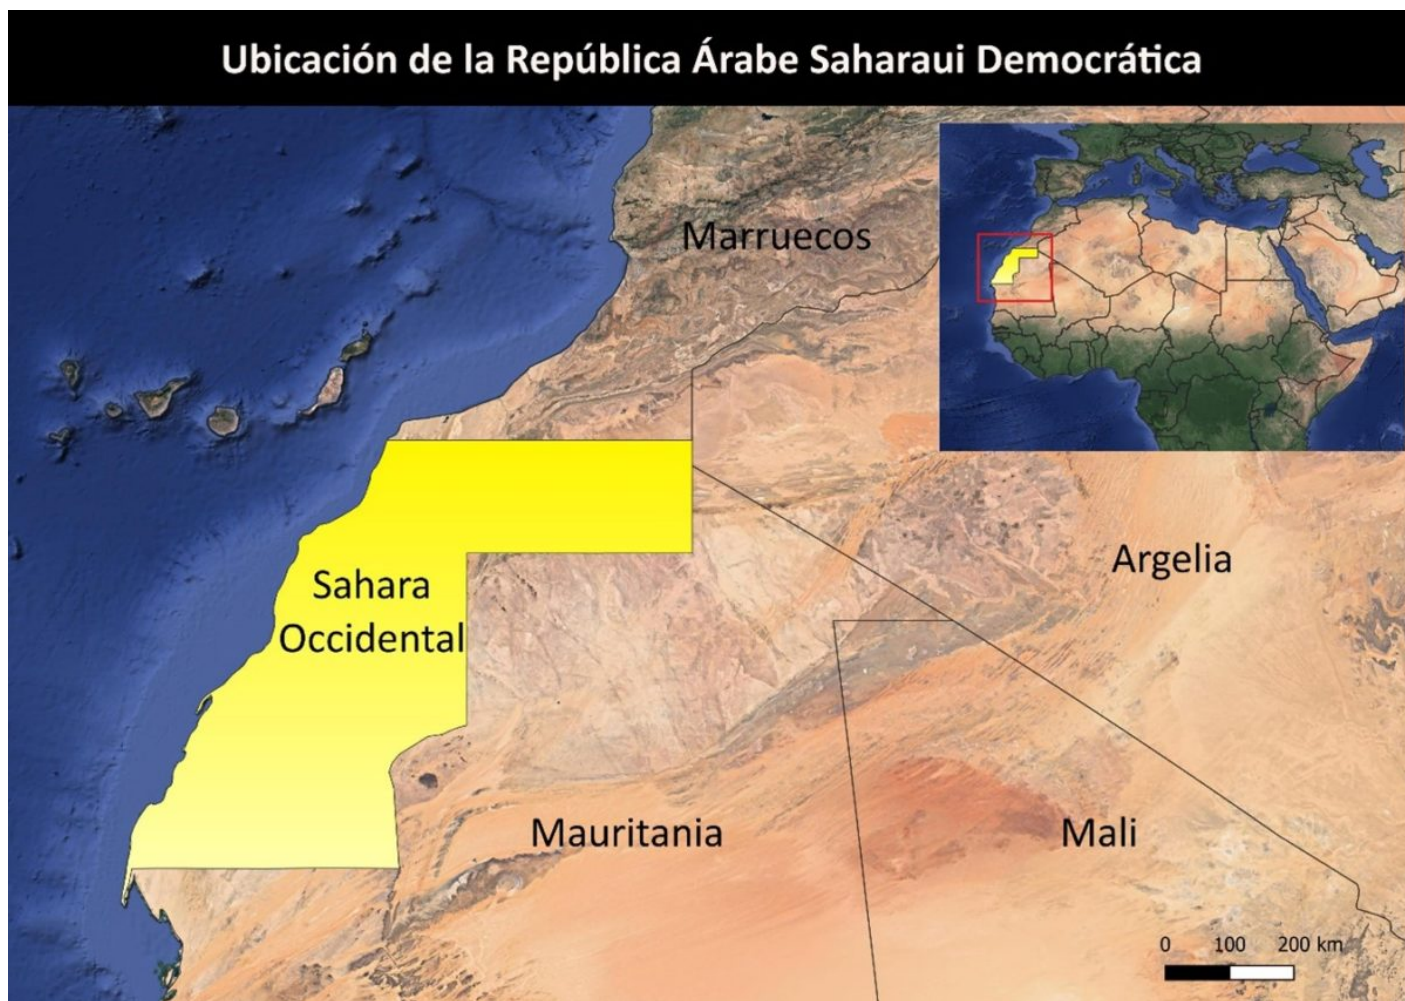 Ubicación de la República Árabe Saharaui Democrática
Marruecos
Sahara
Occidental
Argelia
Mauritania
Mali
0 100 200 km